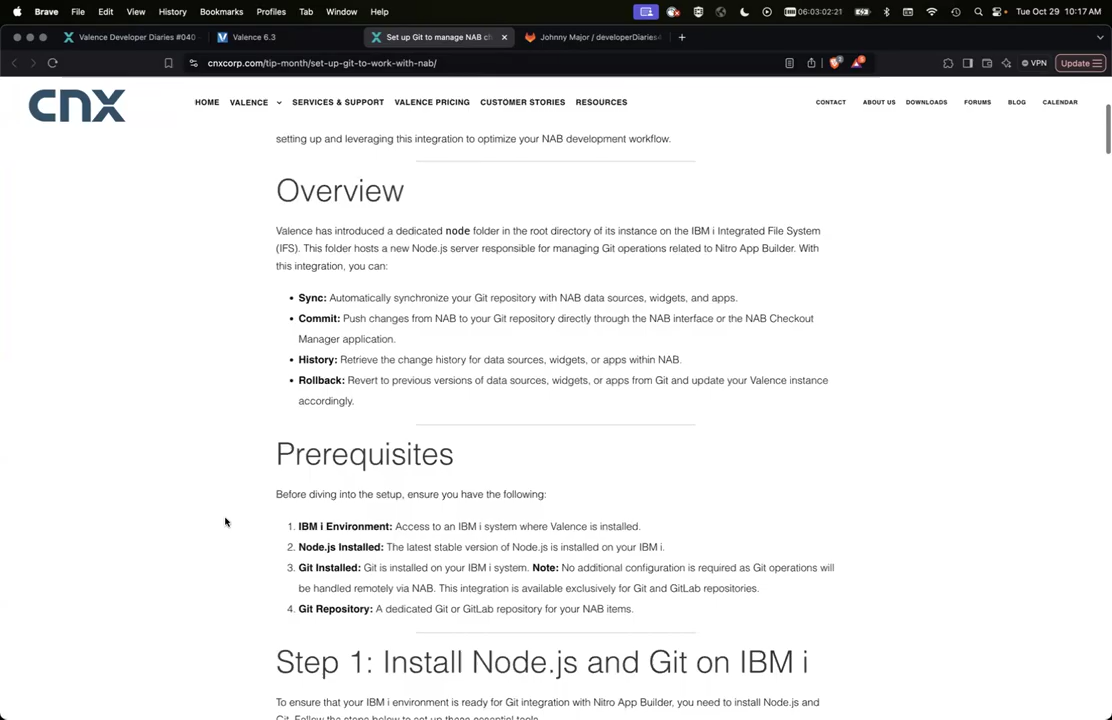 Brave File Edit View History Bookmarks Profiles Tab Window Help 06:03:02:21 Tue Oct 29 10:17 AM
Valence Developer Diaries #040 Valence 6.3 Set up Git to manage NAB ch Johnny Major / developerDiaries4
cnxcorp.com/tip-month/set-up-git-to-work-with-nab/ VPN Update
cnx HOME VALENCE SERVICES & SUPPORT VALENCE PRICING CUSTOMER STORIES RESOURCES CONTACT ABOUT US DOWNLOADS FORUMS BLOG CALENDAR
setting up and leveraging this integration to optimize your NAB development workflow.
Overview
Valence has introduced a dedicated node folder in the root directory of its instance on the IBM i Integrated File System
(IFS). This folder hosts a new Node.js server responsible for managing Git operations related to Nitro App Builder. With
this integration, you can:
• Sync: Automatically synchronize your Git repository with NAB data sources, widgets, and apps.
• Commit: Push changes from NAB to your Git repository directly through the NAB interface or the NAB Checkout
Manager application.
• History: Retrieve the change history for data sources, widgets, or apps within NAB.
• Rollback: Revert to previous versions of data sources, widgets, or apps from Git and update your Valence instance
accordingly.
Prerequisites
Before diving into the setup, ensure you have the following:
1. IBM i Environment: Access to an IBM i system where Valence is installed.
2. Node.js Installed: The latest stable version of Node.js is installed on your IBM i.
3. Git Installed: Git is installed on your IBM i system. Note: No additional configuration is required as Git operations will
be handled remotely via NAB. This integration is available exclusively for Git and GitLab repositories.
4. Git Repository: A dedicated Git or GitLab repository for your NAB items.
Step 1: Install Node.js and Git on IBM i
To ensure that your IBM i environment is ready for Git integration with Nitro App Builder, you need to install Node.js and
Git. Follow the steps below to set up these essential tools.